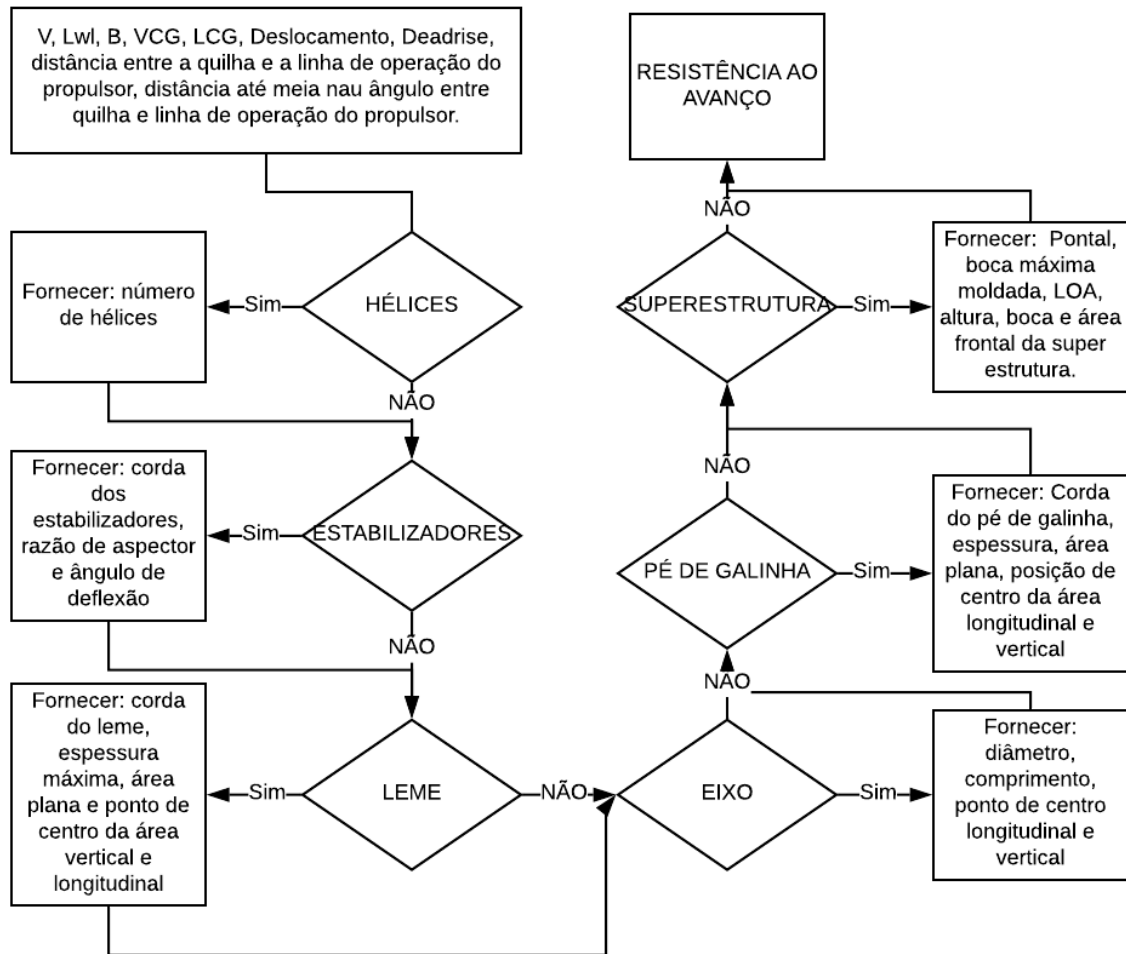 V, Lwl, B, VCG, LCG, Deslocamento, Deadrise,
distância entre a quilha e a linha de operação do
propulsor, distância até meia nau ângulo entre
quilha e linha de operação do propulsor.
HÉLICES
Sim
Fornecer: número
de hélices
NÃO
ESTABILIZADORES
Sim
Fornecer: corda
dos
estabilizadores,
razão de aspector
e ângulo de
deflexão
NÃO
LEME
Sim
Fornecer: corda
do leme,
espessura
máxima, área
plana e ponto de
centro da área
vertical e
longitudinal
NÃO
EIXO
Sim
Fornecer:
diâmetro,
comprimento,
ponto de centro
longitudinal e
vertical
NÃO
PÉ DE GALINHA
Sim
Fornecer: Corda
do pé de galinha,
espessura, área
plana, posição de
centro da área
longitudinal e
vertical
NÃO
SUPERESTRUTURA
Sim
Fornecer: Pontal,
boca máxima
moldada, LOA,
altura, boca e área
frontal da super
estrutura.
NÃO
RESISTÊNCIA AO
AVANÇO